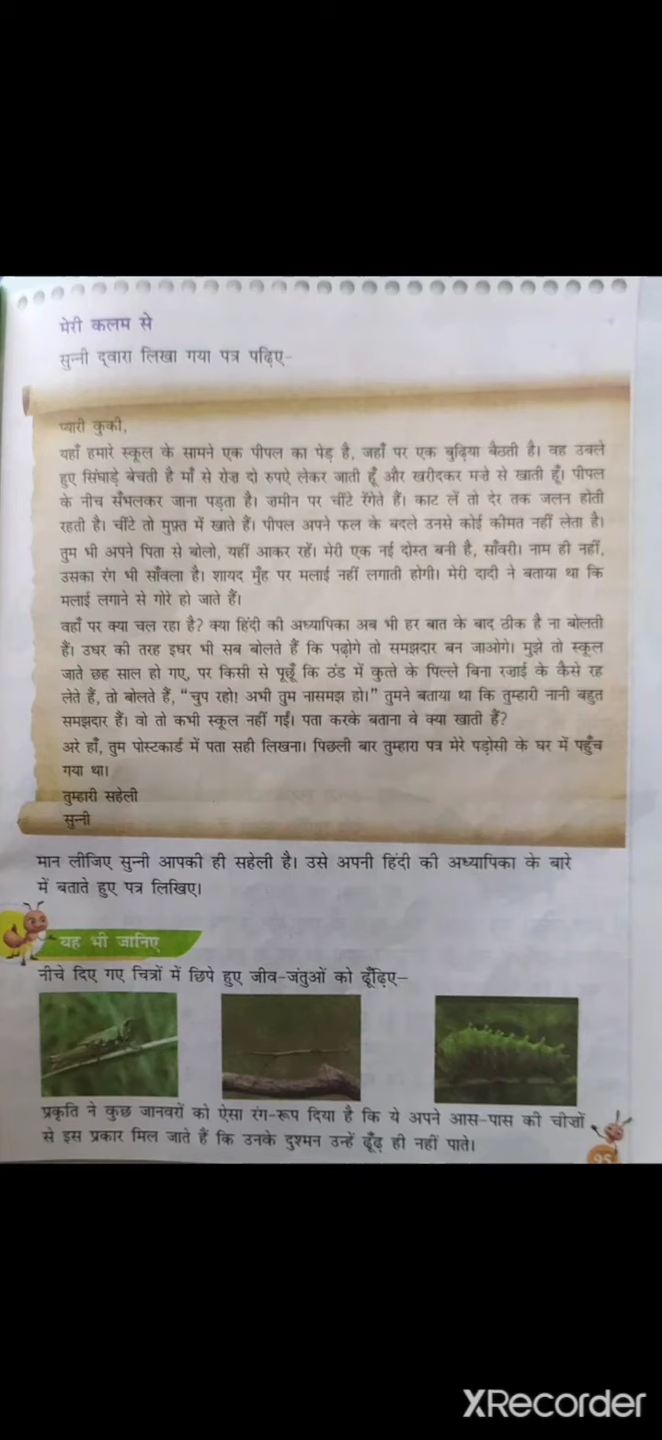 मेरी कलम से
सुन्नी द्वारा लिखा गया पत्र पढ़िए–
प्यारी कुकी,
यहाँ हमारे स्कूल के सामने एक पीपल का पेड़ है, जहाँ पर एक बुढ़िया बैठती है। वह उबले
हुए सिंघाड़े बेचती है माँ से रोज़ दो रुपए लेकर जाती हूँ और खरीदकर मज़े से खाती हूँ। पीपल
के नीच सँभलकर जाना पड़ता है। ज़मीन पर चींटे रेंगेते हैं। काट लें तो देर तक जलन होती
रहती है। चींटे तो मुफ़्त में खाते हैं। पीपल अपने फल के बदले उनसे कोई कीमत नहीं लेता है।
तुम भी अपने पिता से बोलो, यहीं आकर रहें। मेरी एक नई दोस्त बनी है, साँवरी। नाम ही नहीं,
उसका रंग भी साँवला है। शायद मुँह पर मलाई नहीं लगाती होगी। मेरी दादी ने बताया था कि
मलाई लगाने से गोरे हो जाते हैं।
वहाँ पर क्या चल रहा है? क्या हिंदी की अध्यापिका अब भी हर बात के बाद ठीक है ना बोलती
हैं। उधर की तरह इधर भी सब बोलते हैं कि पढ़ोगे तो समझदार बन जाओगे। मुझे तो स्कूल
जाते छह साल हो गए, पर किसी से पूछूँ कि ठंड में कुत्ते के पिल्ले बिना रज़ाई के कैसे रह
लेते हैं, तो बोलते हैं, “चुप रहो! अभी तुम नासमझ हो।” तुमने बताया था कि तुम्हारी नानी बहुत
समझदार हैं। वो तो कभी स्कूल नहीं गईं। पता करके बताना वे क्या खाती हैं?
अरे हाँ, तुम पोस्टकार्ड में पता सही लिखना। पिछली बार तुम्हारा पत्र मेरे पड़ोसी के घर में पहुँच
गया था।
तुम्हारी सहेली
सुन्नी
मान लीजिए सुन्नी आपकी ही सहेली है। उसे अपनी हिंदी की अध्यापिका के बारे
में बताते हुए पत्र लिखिए।
यह भी जानिए
नीचे दिए गए चित्रों में छिपे हुए जीव-जंतुओं को ढूँढ़िए–
प्रकृति ने कुछ जानवरों को ऐसा रंग-रूप दिया है कि ये अपने आस-पास की चीज़ों
से इस प्रकार मिल जाते हैं कि उनके दुश्मन उन्हें ढूँढ़ ही नहीं पाते।
95
XRecorder